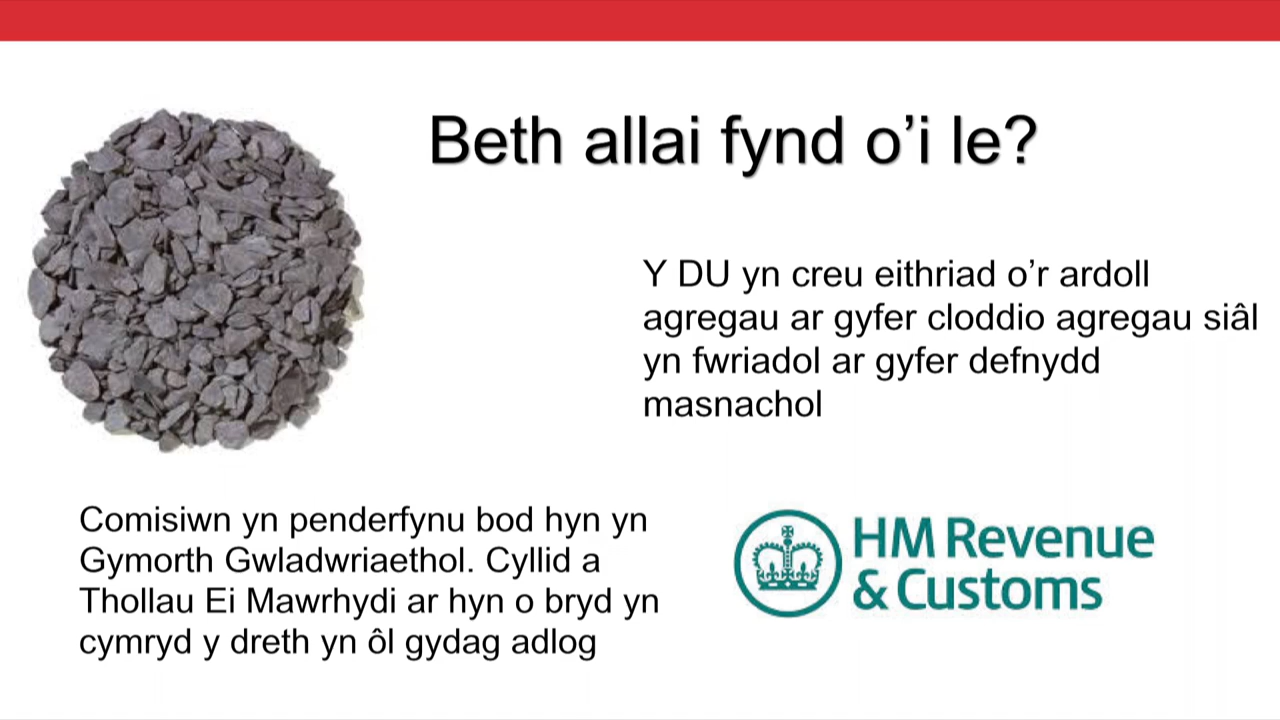 Beth allai fynd o’i le?
Y DU yn creu eithriad o’r ardoll
agregau ar gyfer cloddio agregau siâl
yn fwriadol ar gyfer defnydd
masnachol
Comisiwn yn penderfynu bod hyn yn
Gymorth Gwladwriaethol. Cyllid a
Thollau Ei Mawrhydi ar hyn o bryd yn
cymryd y dreth yn ôl gydag adlog
HM Revenue
& Customs